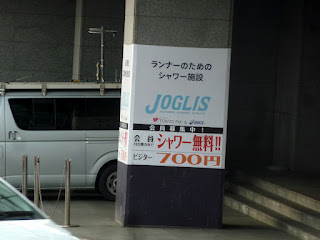 ランナーのための
シャワー施設
JOGLIS
会員募集中！
会員 シャワー無料!!
ビジター 700円